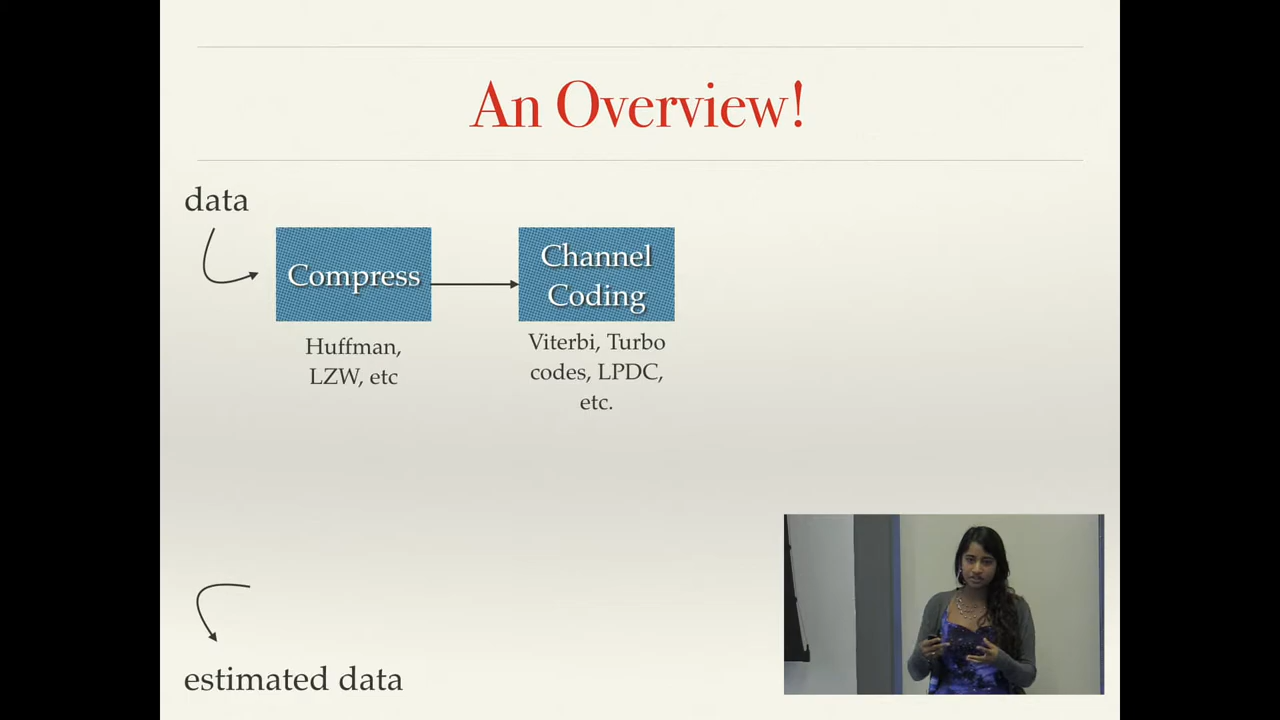 An Overview!
data
Compress
Channel
Coding
Huffman,
LZW, etc
Viterbi, Turbo
codes, LPDC,
etc.
estimated data